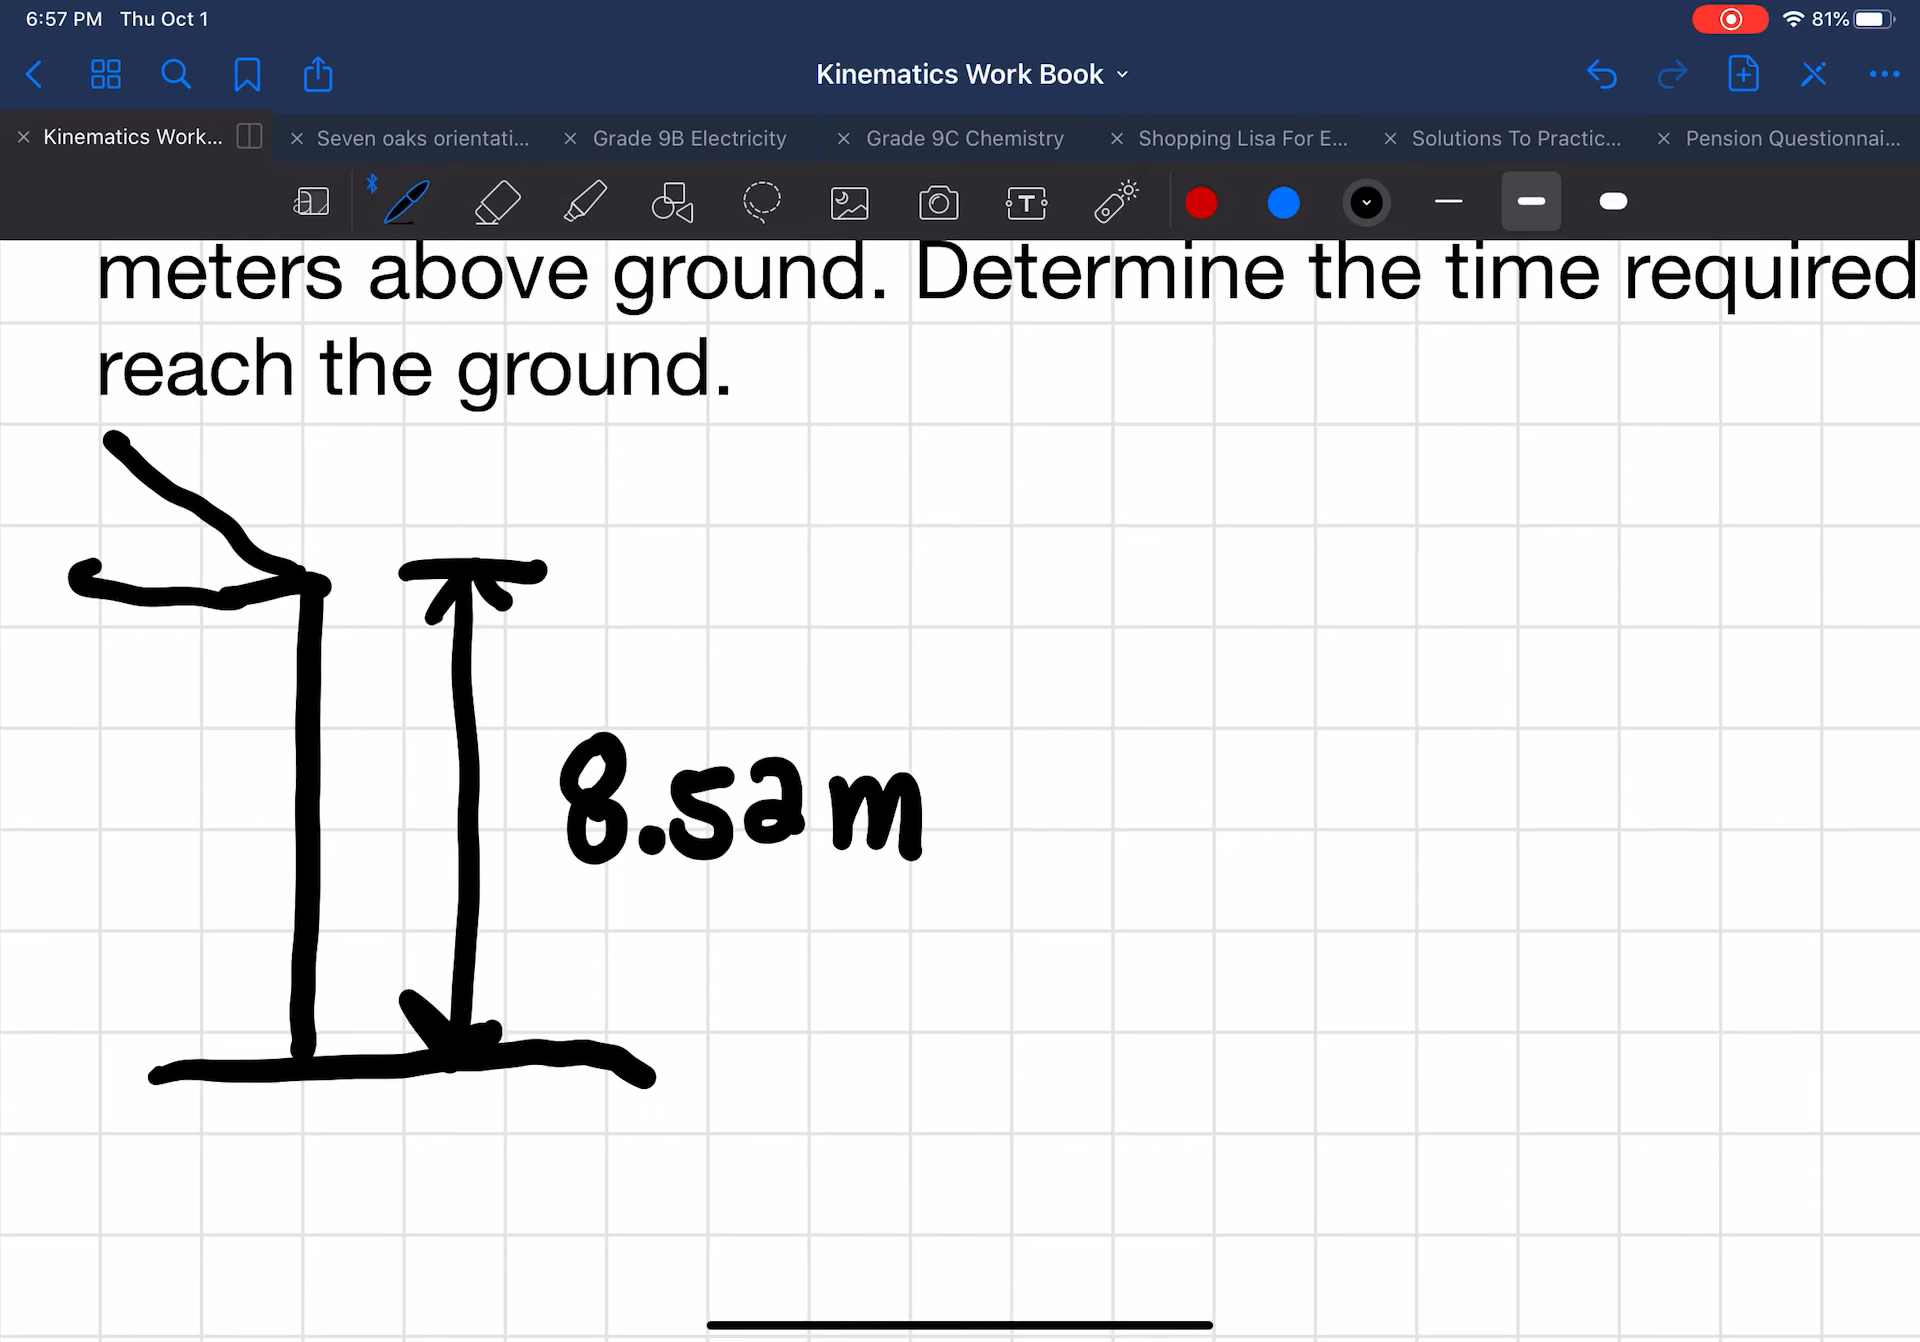 6:57 PM Thu Oct 1 81%
Kinematics Work Book
Kinematics Work... Seven oaks orientati... Grade 9B Electricity Grade 9C Chemistry Shopping Lisa For E... Solutions To Practic... Pension Questionnai...
a T
meters above ground. Determine the time required
reach the ground.
8.52 m